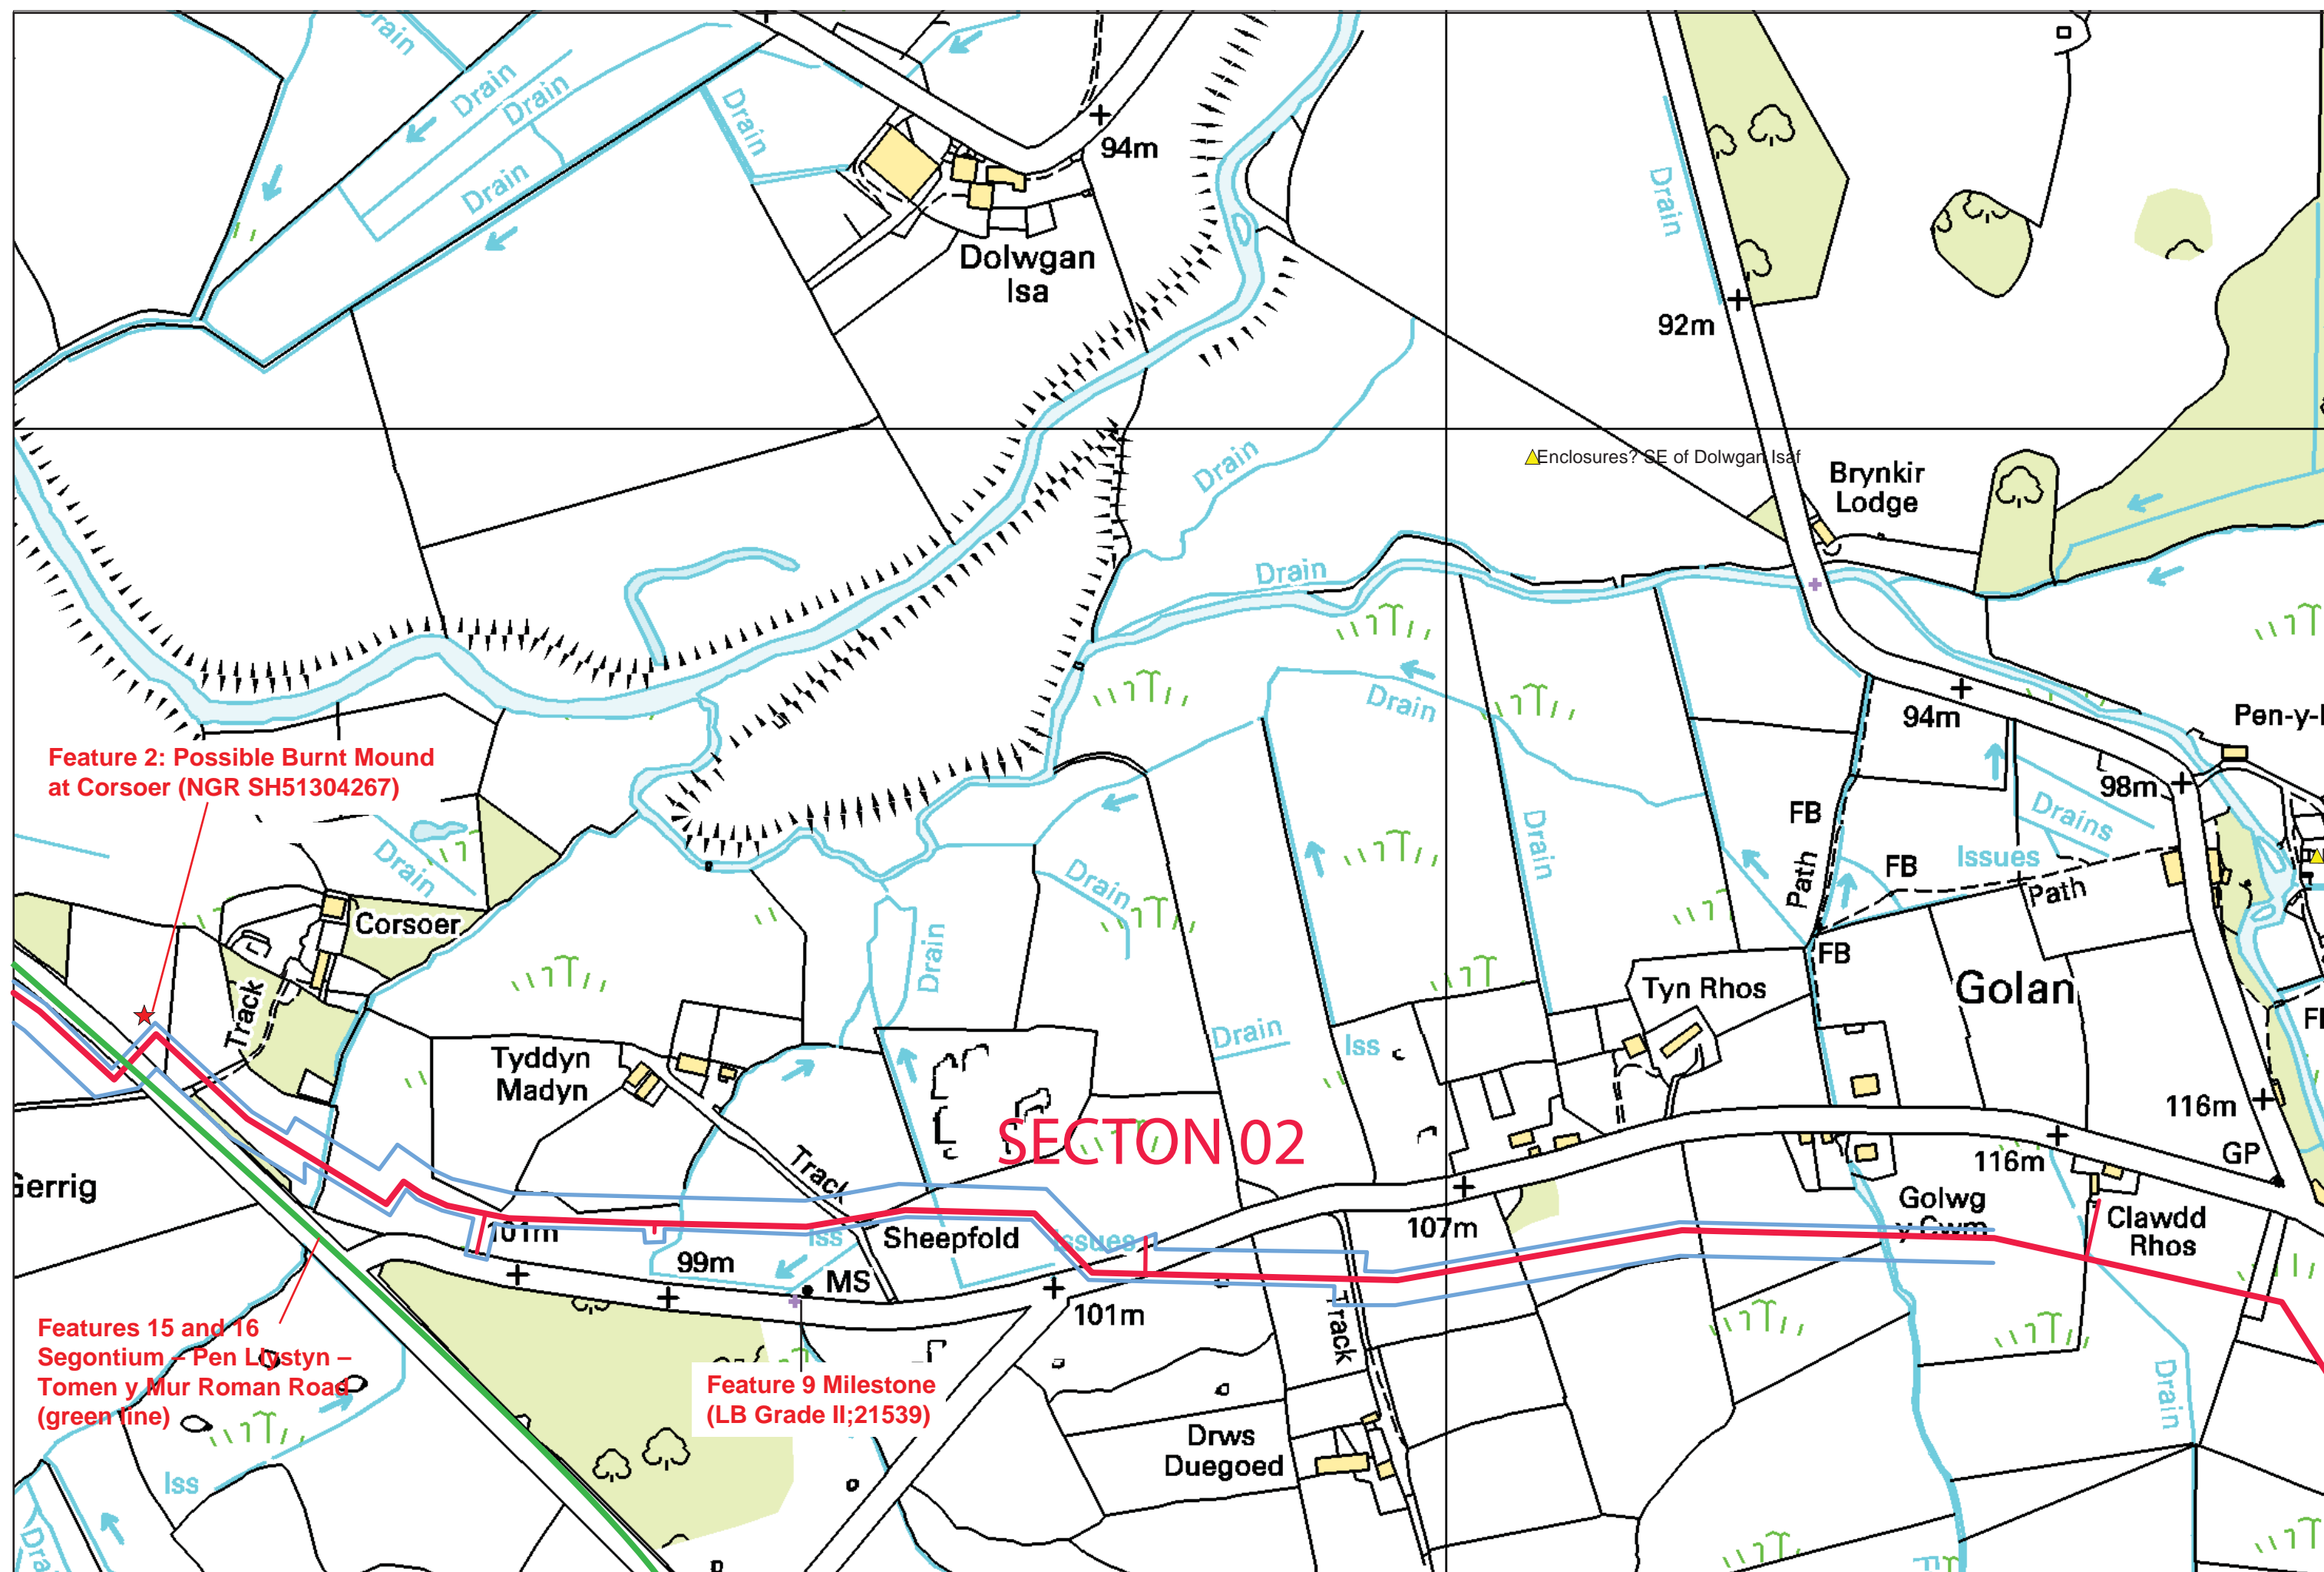 Drain
Drain
Drain
Drain
Drain
94m
Dolwgan
Isa
Drain
92m
Enclosures? SE of Dolwgan Isaf
Brynkir
Lodge
Drain
Drain
Drain
94m
Pen-y-
98m
Feature 2: Possible Burnt Mound
at Corsoer (NGR SH51304267)
Drain
Drain
Drain
Drain
FB
Path
FB
Issues
Drains
Path
Corsoer
Track
Drain
Tyn Rhos
FB
Golan
Iss
Tyddyn
Madyn
SECTON 02
116m
GP
116m
Gerrig
Track
101m
99m
Iss
MS
Sheepfold
Issues
101m
107m
Golwg
y Cwm
Clawdd
Rhos
Track
Features 15 and 16
Segontium – Pen Llystyn –
Tomen y Mur Roman Road
(green line)
Feature 9 Milestone
(LB Grade II;21539)
Drws
Duegoed
Drain
Iss